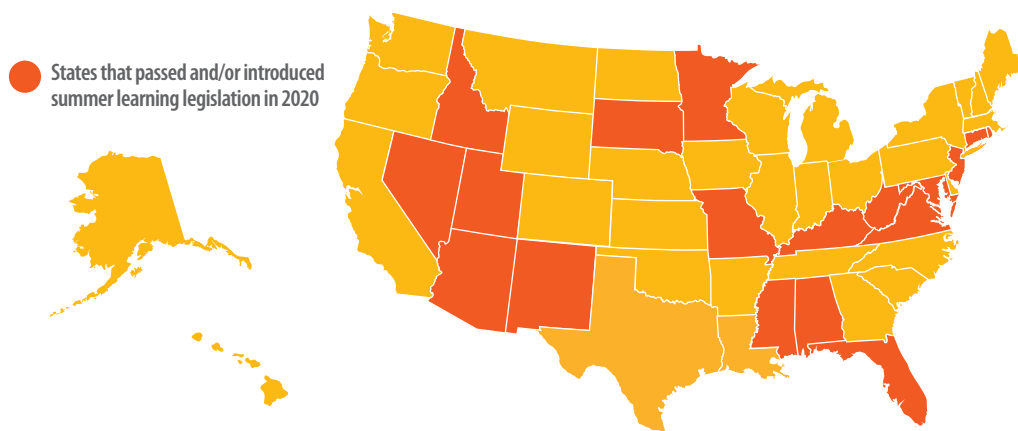 States that passed and/or introduced
summer learning legislation in 2020